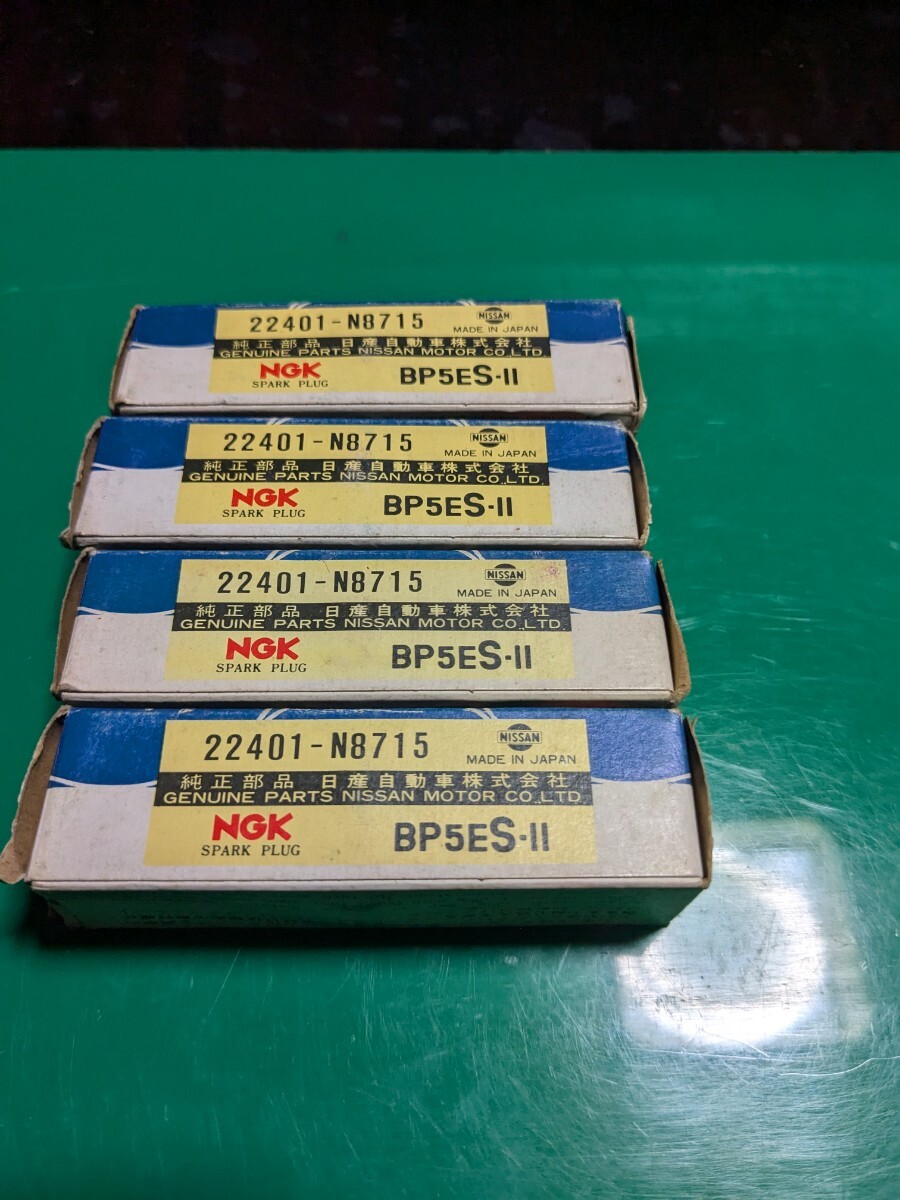 22401-N8715
NISSAN
MADE IN JAPAN
純正部品 日産自動車株式会社
GENUINE PARTS NISSAN MOTOR CO.,LTD.
NGK
SPARK PLUG
BP5ES-11
22401-N8715
NISSAN
MADE IN JAPAN
純正部品 日産自動車株式会社
GENUINE PARTS NISSAN MOTOR CO.,LTD.
NGK
SPARK PLUG
BP5ES-11
22401-N8715
NISSAN
MADE IN JAPAN
純正部品 日産自動車株式会社
GENUINE PARTS NISSAN MOTOR CO.,LTD.
NGK
SPARK PLUG
BP5ES-11
22401-N8715
NISSAN
MADE IN JAPAN
純正部品 日産自動車株式会社
GENUINE PARTS NISSAN MOTOR CO.,LTD.
NGK
SPARK PLUG
BP5ES-11